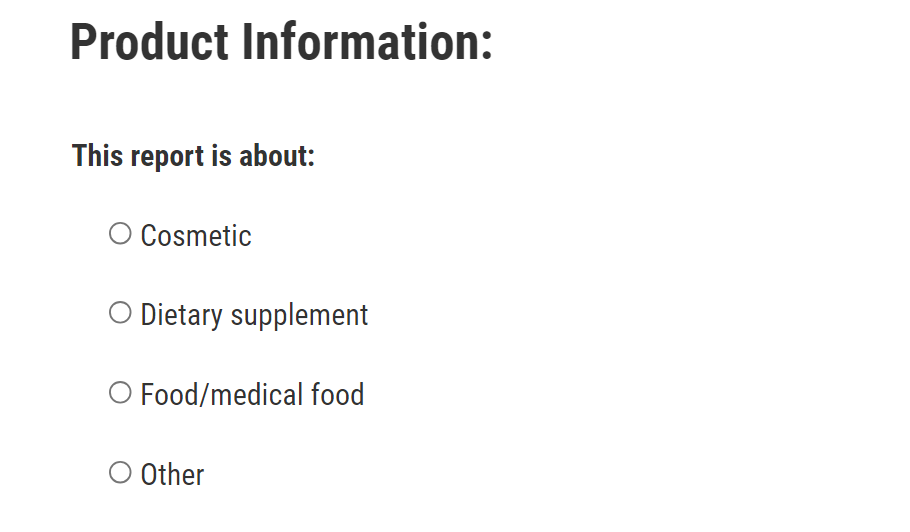 Product Information:
This report is about:
Cosmetic
Dietary supplement
Food/medical food
Other